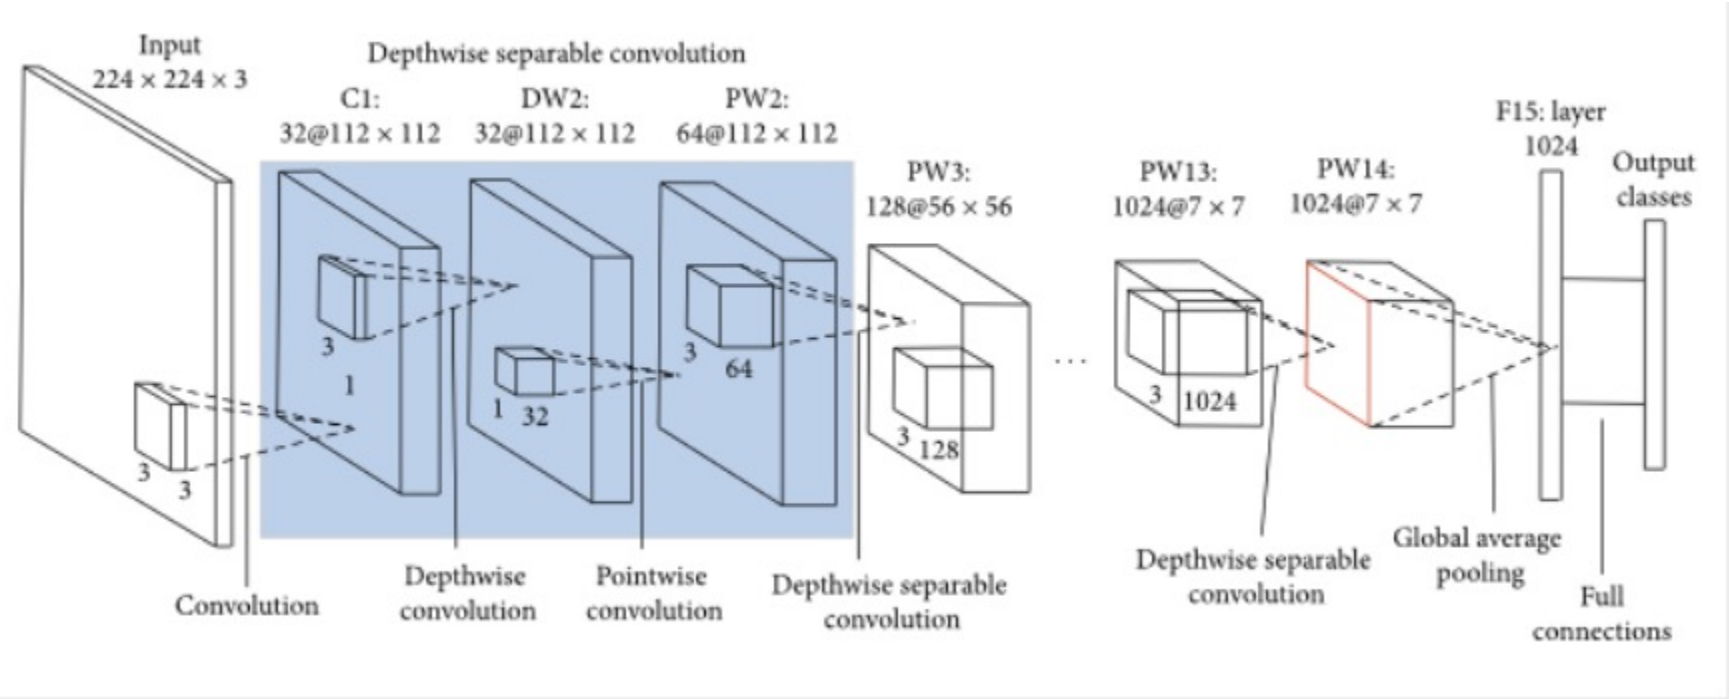 Input
224 × 224 × 3
Depthwise separable convolution
C1:
32@112 × 112
DW2:
32@112 × 112
PW2:
64@112 × 112
PW3:
128@56 × 56
PW13:
1024@7 × 7
PW14:
1024@7 × 7
F15: layer
1024
Output
classes
3
3
3
1
1
32
3
64
3
128
...
3
1024
Convolution
Depthwise
convolution
Pointwise
convolution
Depthwise separable
convolution
Depthwise separable
convolution
Global average
pooling
Full
connections